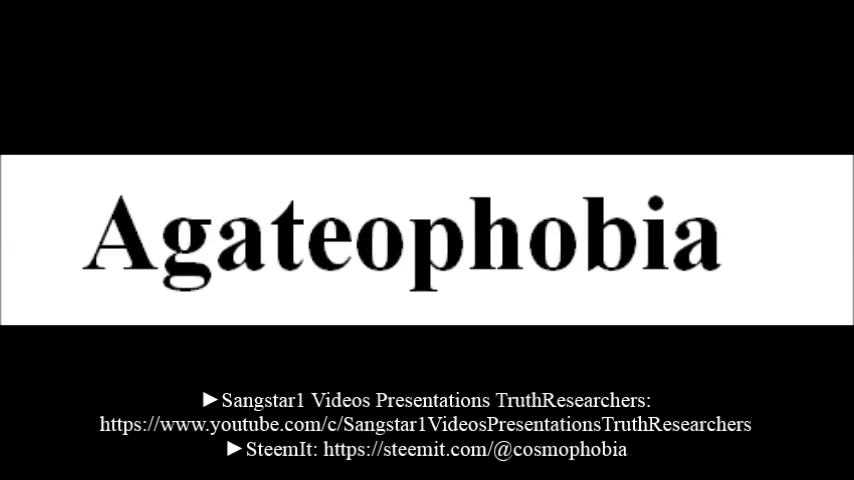 Agateophobia
►Sangstar1 Videos Presentations TruthResearchers:
https://www.youtube.com/c/Sangstar1VideosPresentationsTruthResearchers
►SteemIt: https://steemit.com/@cosmophobia